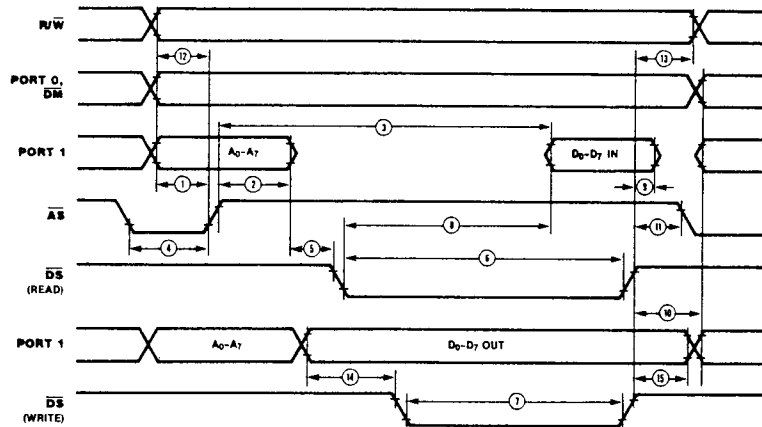 R/W̅
12
13
PORT 0,
D̅M̅
3
PORT 1
A₀–A₇
D₀–D₇ IN
1
2
9
A̅S̅
4
8
11
5
6
D̅S̅
(READ)
10
PORT 1
A₀–A₇
D₀–D₇ OUT
14
15
7
D̅S̅
(WRITE)